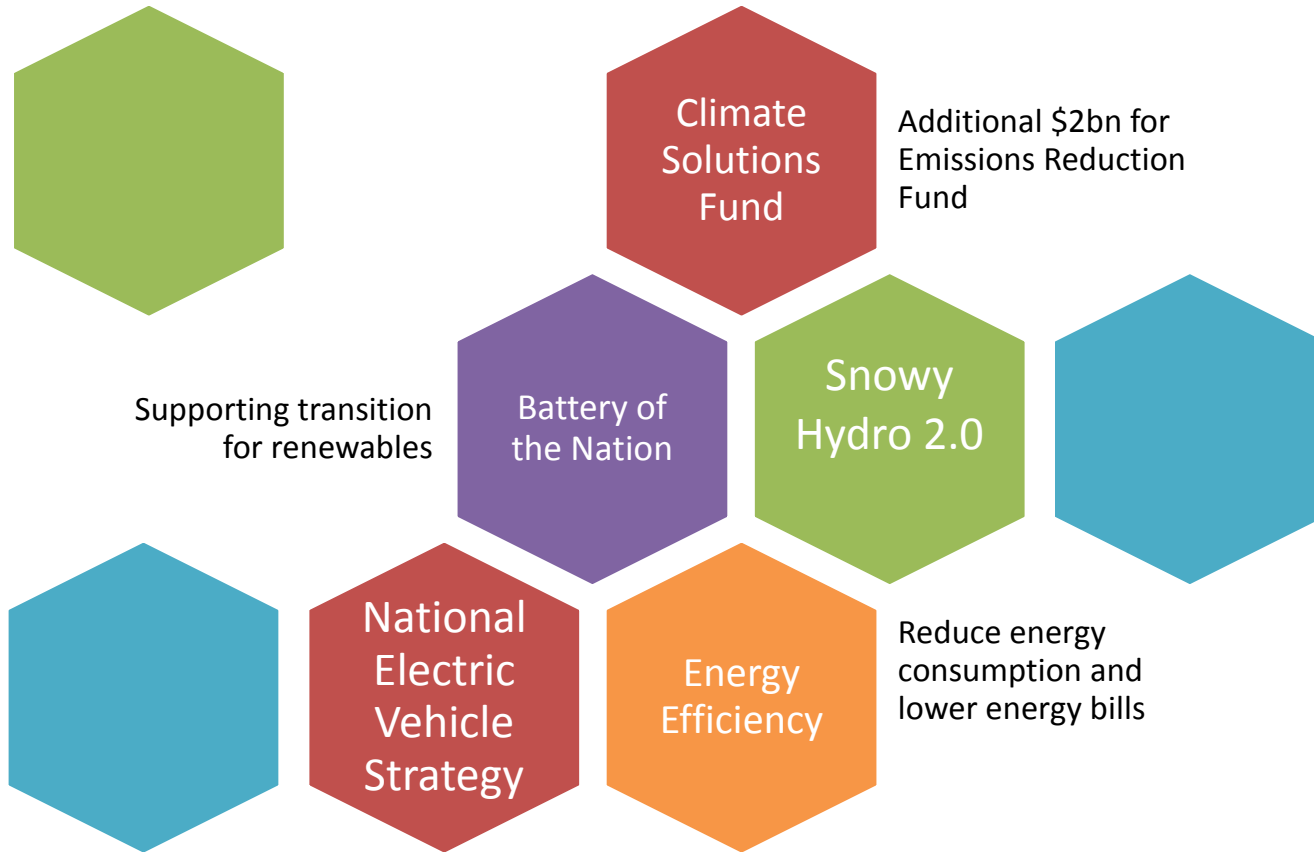 Climate
Solutions
Fund
Additional $2bn for
Emissions Reduction
Fund
Supporting transition
for renewables
Battery of
the Nation
Snowy
Hydro 2.0
National
Electric
Vehicle
Strategy
Energy
Efficiency
Reduce energy
consumption and
lower energy bills